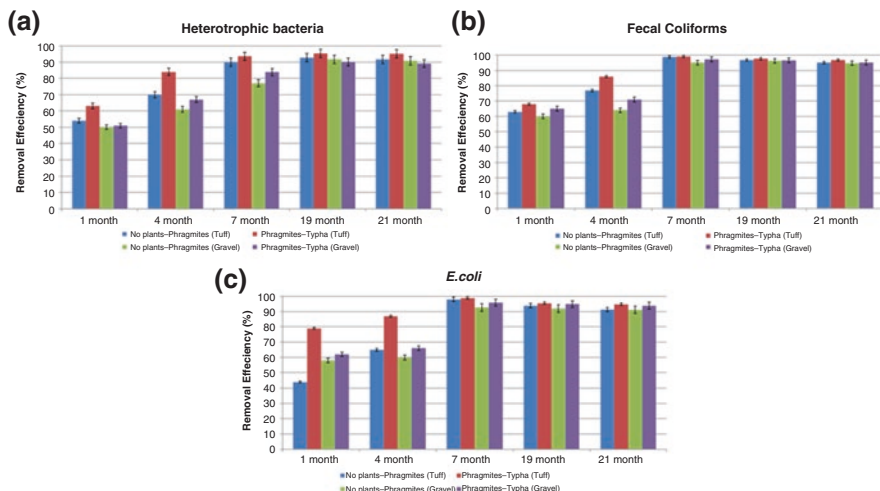 (a)
Heterotrophic bacteria
Removal Effeciency (%)
100
90
80
70
60
50
40
30
20
10
0
1 month 4 month 7 month 19 month 21 month
No plants–Phragmites (Tuff) Phragmites–Typha (Tuff)
No plants–Phragmites (Gravel) Phragmites–Typha (Gravel)
(b)
Fecal Coliforms
Removal Effeciency (%)
100
90
80
70
60
50
40
30
20
10
0
1 month 4 month 7 month 19 month 21 month
No plants–Phragmites (Tuff) Phragmites–Typha (Tuff)
No plants–Phragmites (Gravel) Phragmites–Typha (Gravel)
(c)
E.coli
Removal Effeciency (%)
100
90
80
70
60
50
40
30
20
10
0
1 month 4 month 7 month 19 month 21 month
No plants–Phragmites (Tuff) Phragmites–Typha (Tuff)
No plants–Phragmites (Gravel) Phragmites–Typha (Gravel)